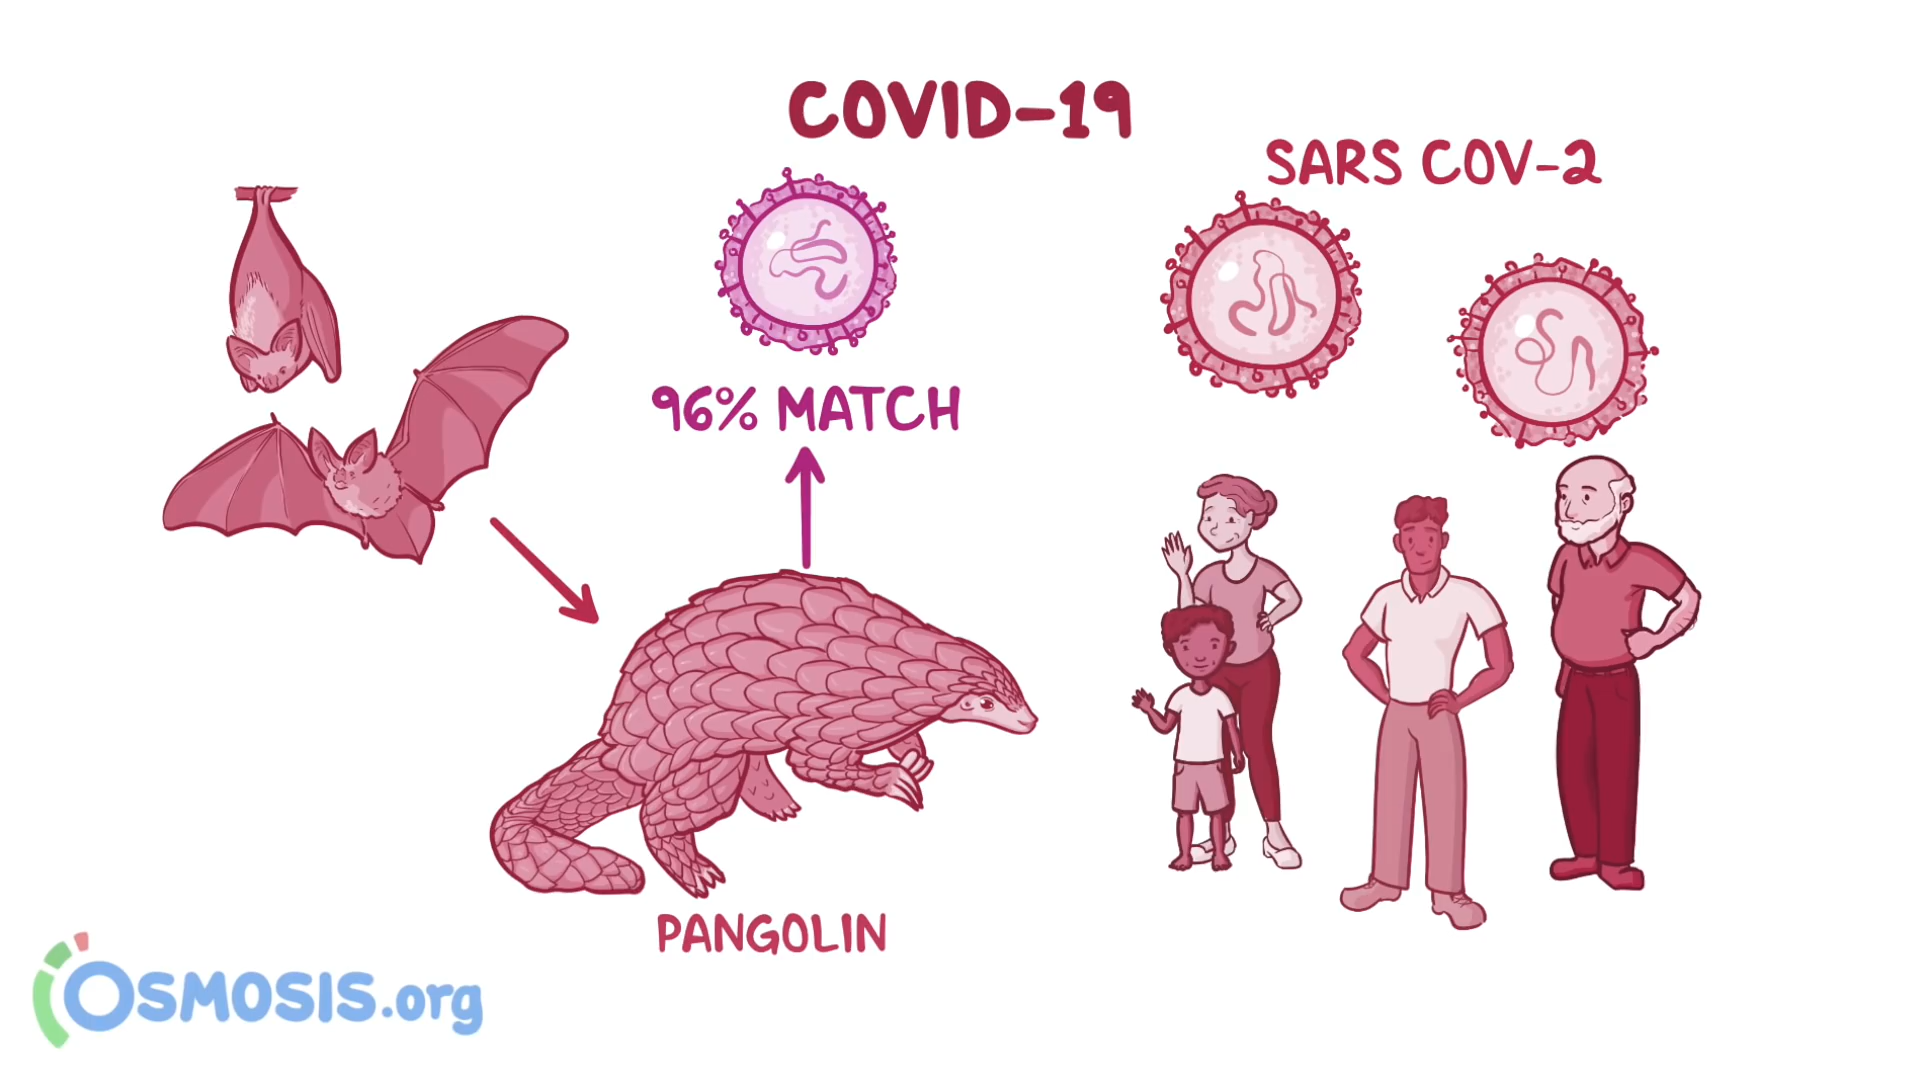 COVID-19
SARS COV-2
96% MATCH
PANGOLIN
OSMOSIS.org